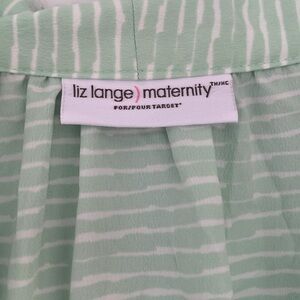 liz lange) maternity TM/MC
FOR/POUR TARGET*